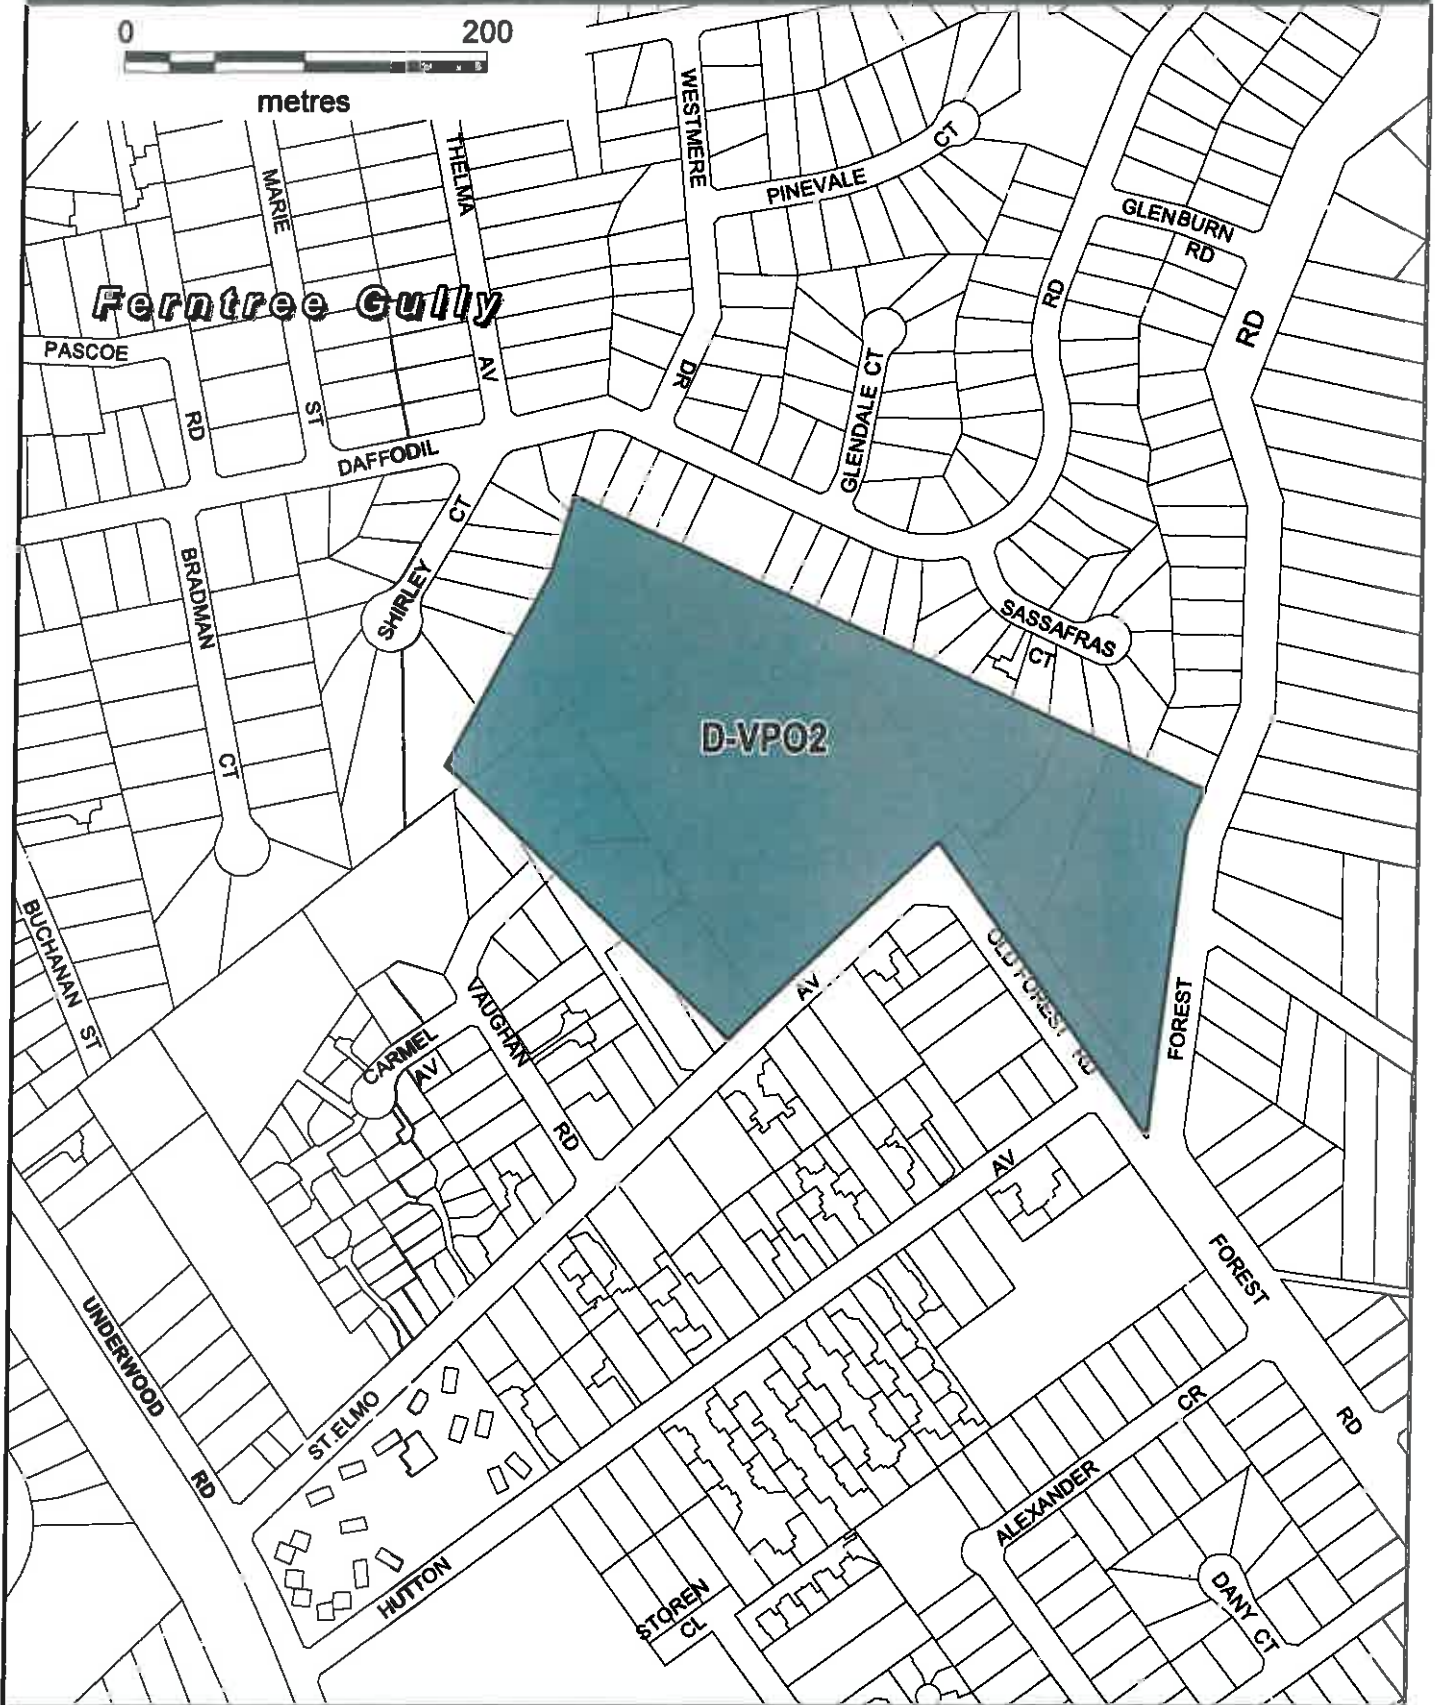 0 200
metres
WESTMERE
THELMA
MARIE
PINEVALE
CT
GLENBURN
RD
Ferntree Gully
RD
RD
PASCOE
AV
DR
GLENDALE CT
RD
ST
DAFFODIL
CT
BRADMAN
SHIRLEY
SASSAFRAS
CT
D-VPO2
CT
BUCHANAN
ST
OLD FOREST RD
AV
VAUGHAN
FOREST
CARMEL
AV
RD
AV
FOREST
UNDERWOOD
RD
ST.ELMO
CR
RD
ALEXANDER
HUTTON
STOREN
CL
DANY CT